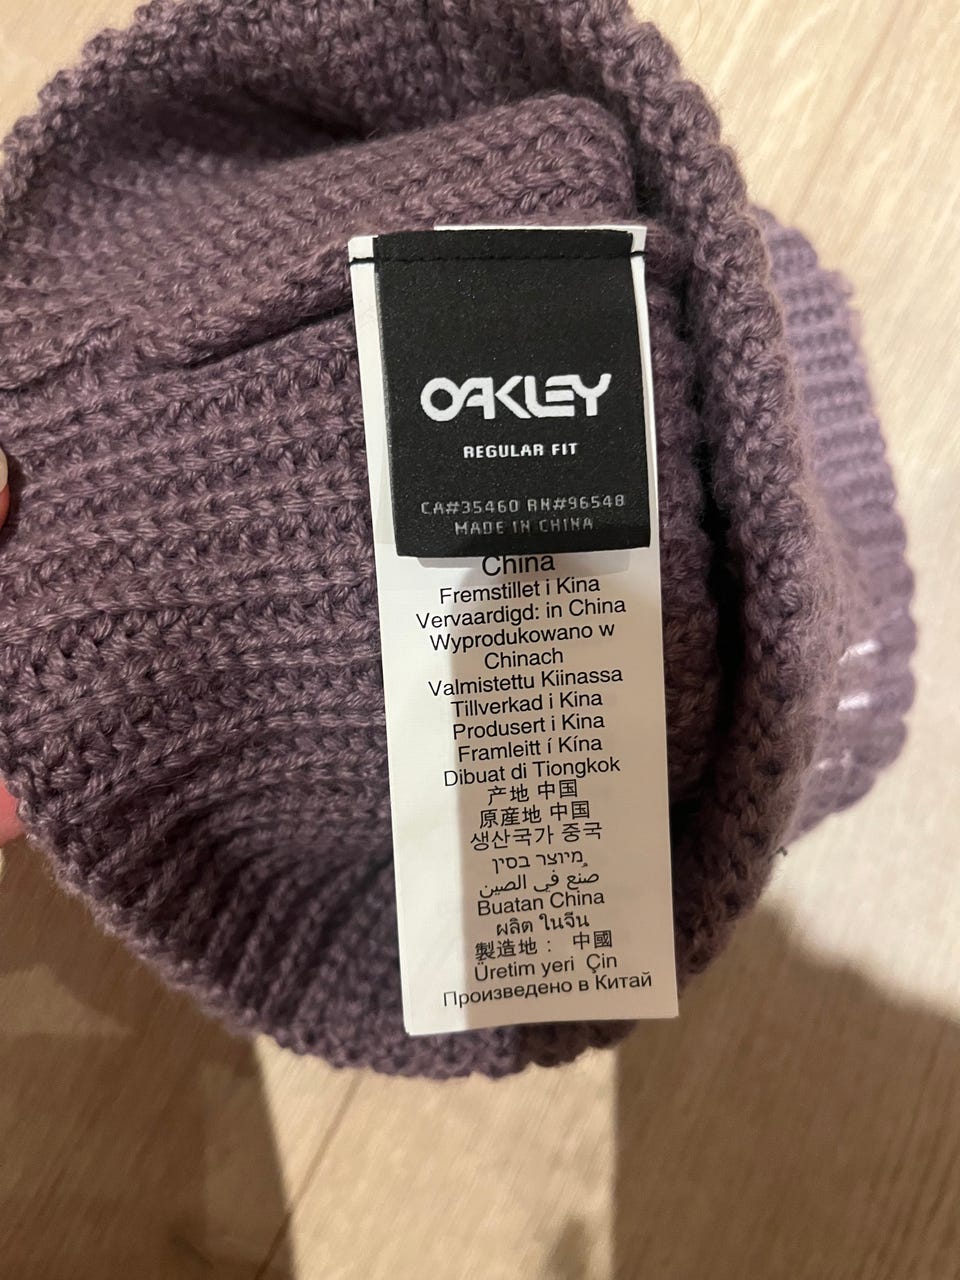 OAKLEY
REGULAR FIT
CA#35460 RN#96548
MADE IN CHINA
China
Fremstillet i Kina
Vervaardigd: in China
Wyprodukowano w
Chinach
Valmistettu Kiinassa
Tillverkad i Kina
Produsert i Kina
Framleitt í Kína
Dibuat di Tiongkok
产地 中国
原産地 中国
생산국가 중국
מיוצר בסין
صُنع في الصين
Buatan China
ผลิต ในจีน
製造地： 中國
Üretim yeri Çin
Произведено в Китай